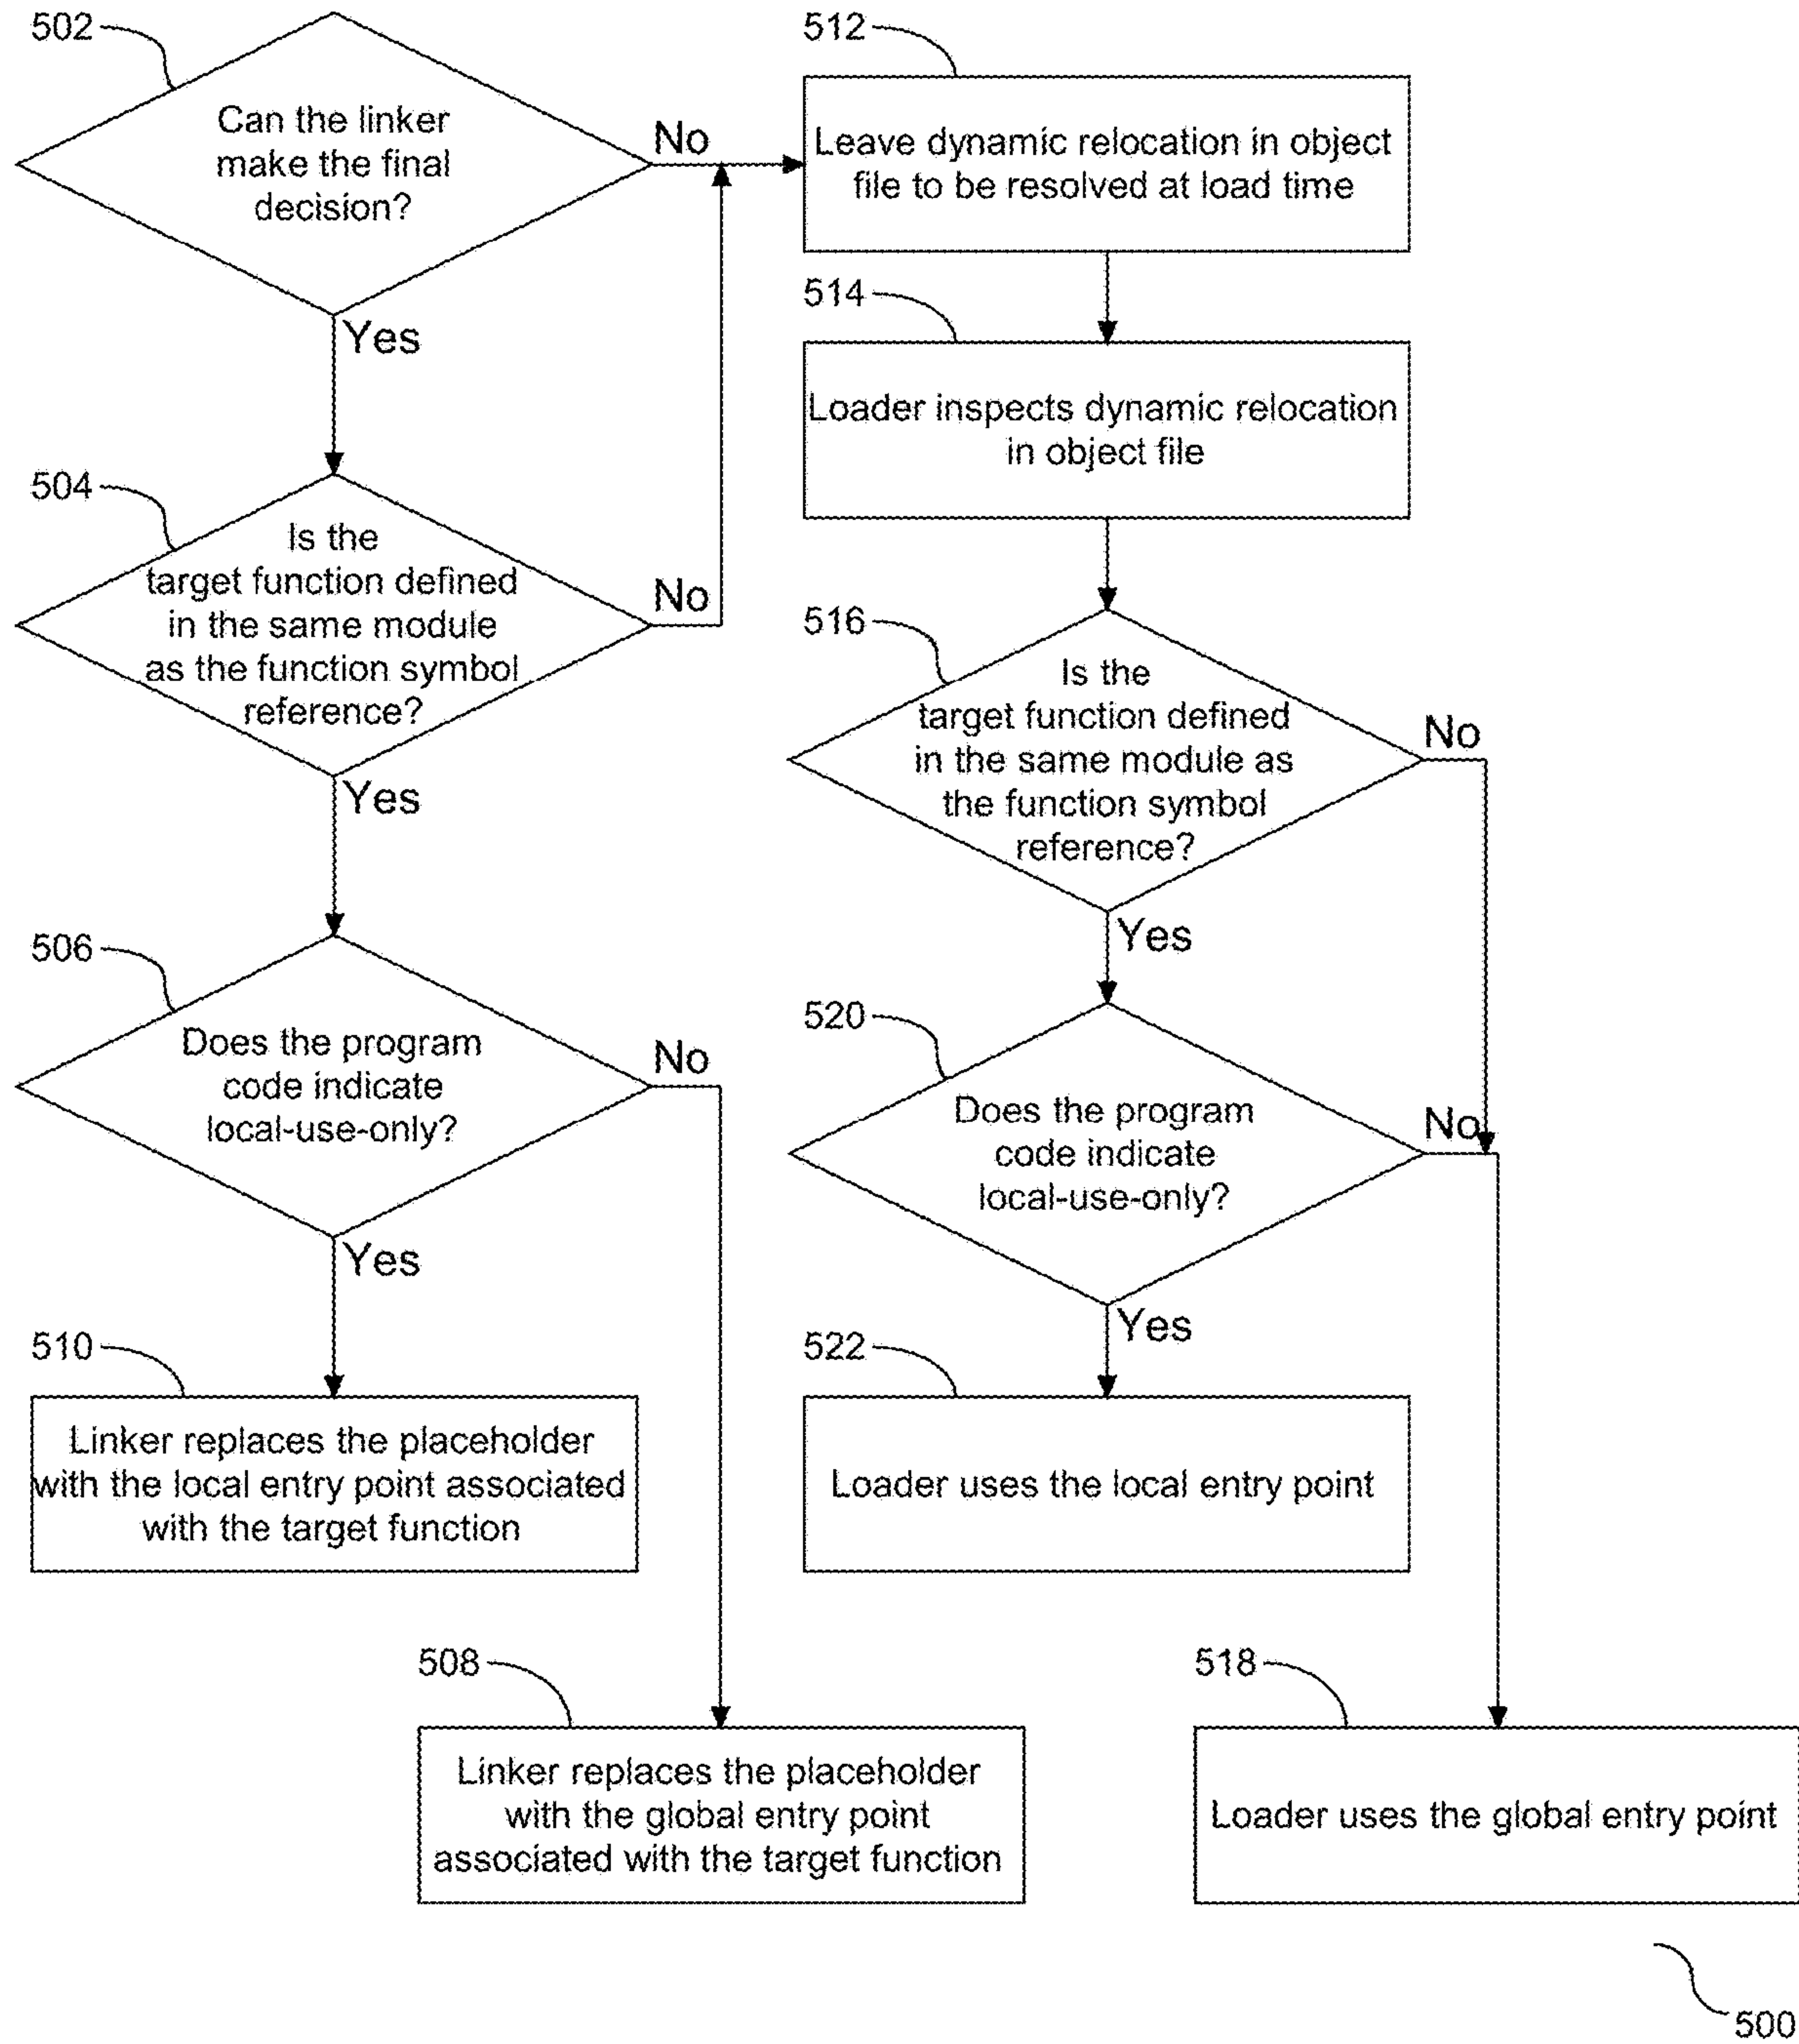 502
Can the linker
make the final
decision?
No
Yes
504
Is the
target function defined
in the same module
as the function symbol
reference?
No
Yes
506
Does the program
code indicate
local-use-only?
No
Yes
510
Linker replaces the placeholder
with the local entry point associated
with the target function
508
Linker replaces the placeholder
with the global entry point
associated with the target function
512
Leave dynamic relocation in object
file to be resolved at load time
514
Loader inspects dynamic relocation
in object file
516
Is the
target function defined
in the same module as
the function symbol
reference?
No
Yes
520
Does the program
code indicate
local-use-only?
No
Yes
522
Loader uses the local entry point
518
Loader uses the global entry point
500